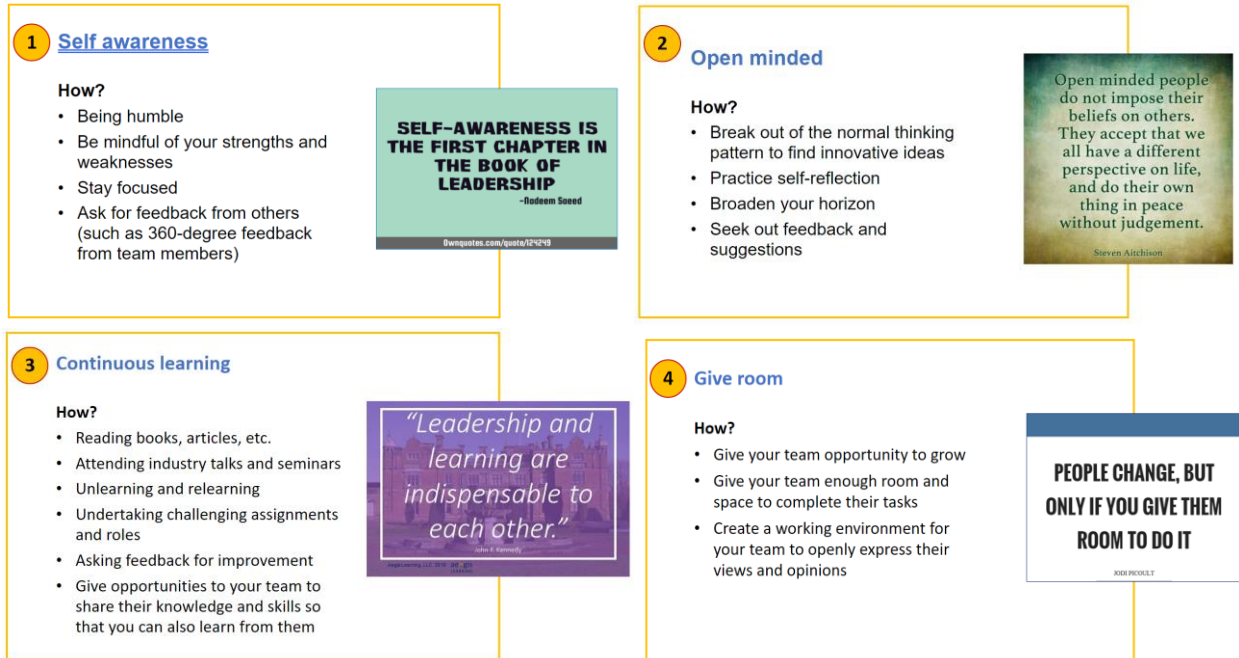 1
Self awareness
How?
• Being humble
• Be mindful of your strengths and
weaknesses
• Stay focused
• Ask for feedback from others
(such as 360-degree feedback
from team members)
SELF-AWARENESS IS
THE FIRST CHAPTER IN
THE BOOK OF
LEADERSHIP
-Nadeem Saeed
Ownquotes.com/quote/124249
2
Open minded
How?
• Break out of the normal thinking
pattern to find innovative ideas
• Practice self-reflection
• Broaden your horizon
• Seek out feedback and
suggestions
Open minded people
do not impose their
beliefs on others.
They accept that we
all have a different
perspective on life,
and do their own
thing in peace
without judgement.
Steven Aitchison
3
Continuous learning
How?
• Reading books, articles, etc.
• Attending industry talks and seminars
• Unlearning and relearning
• Undertaking challenging assignments
and roles
• Asking feedback for improvement
• Give opportunities to your team to
share their knowledge and skills so
that you can also learn from them
“Leadership and
learning are
indispensable to
each other.”
John F. Kennedy
LLC 2018
4
Give room
How?
• Give your team opportunity to grow
• Give your team enough room and
space to complete their tasks
• Create a working environment for
your team to openly express their
views and opinions
PEOPLE CHANGE, BUT
ONLY IF YOU GIVE THEM
ROOM TO DO IT
JODI PICOULT